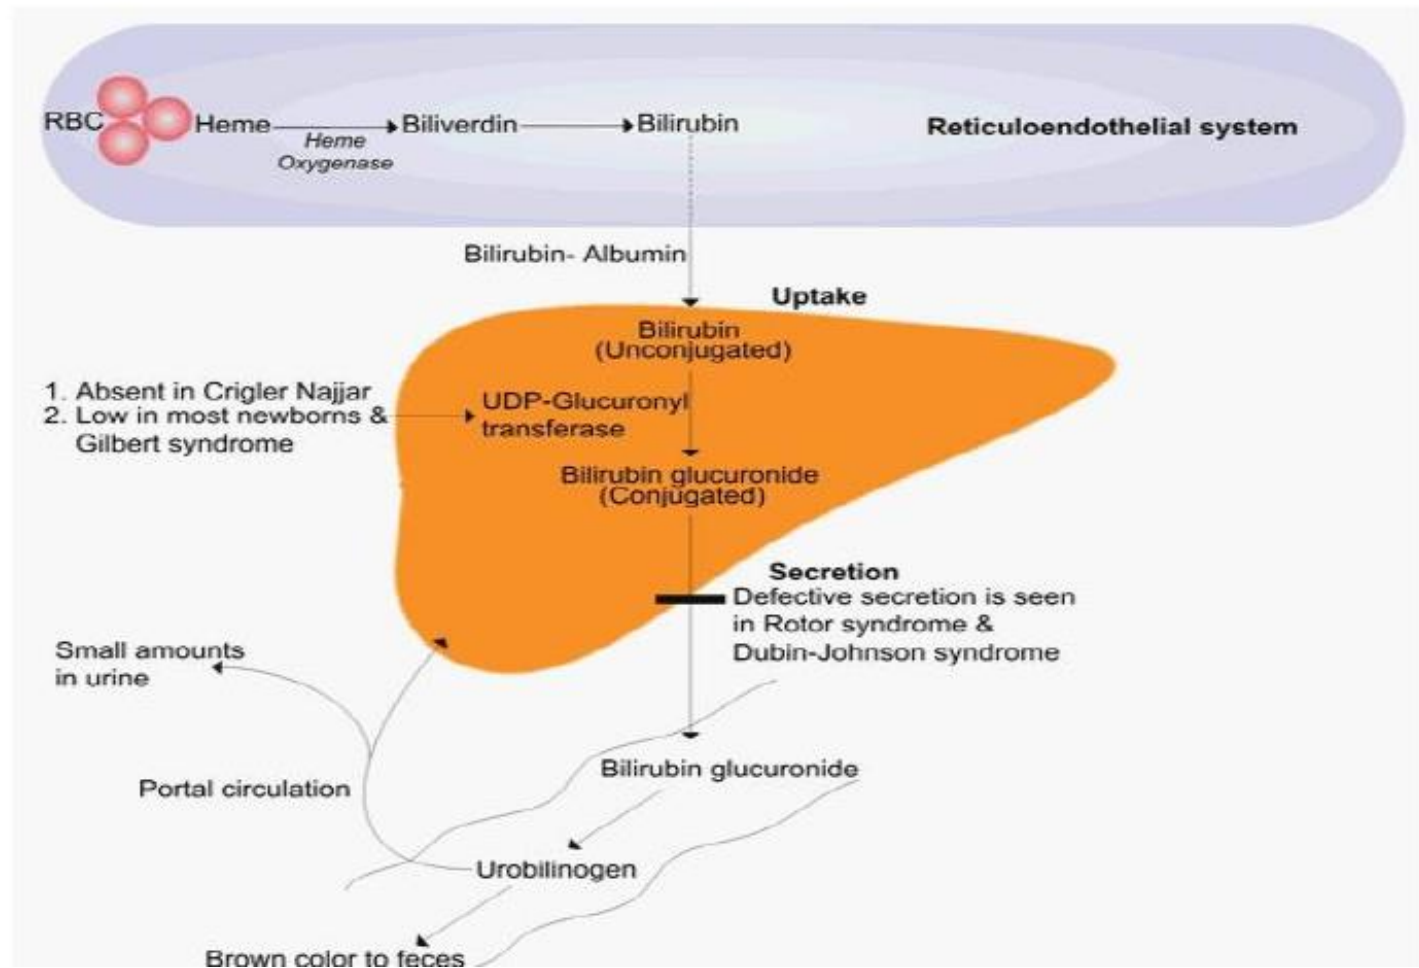 RBC Heme Biliverdin Bilirubin Reticuloendothelial system
Heme
Oxygenase
Bilirubin- Albumin
Uptake
Bilirubin
(Unconjugated)
1. Absent in Crigler Najjar
2. Low in most newborns &
Gilbert syndrome
UDP-Glucuronyl
transferase
Bilirubin glucuronide
(Conjugated)
Secretion
Defective secretion is seen
in Rotor syndrome &
Dubin-Johnson syndrome
Small amounts
in urine
Portal circulation
Bilirubin glucuronide
Urobilinogen
Brown color to feces